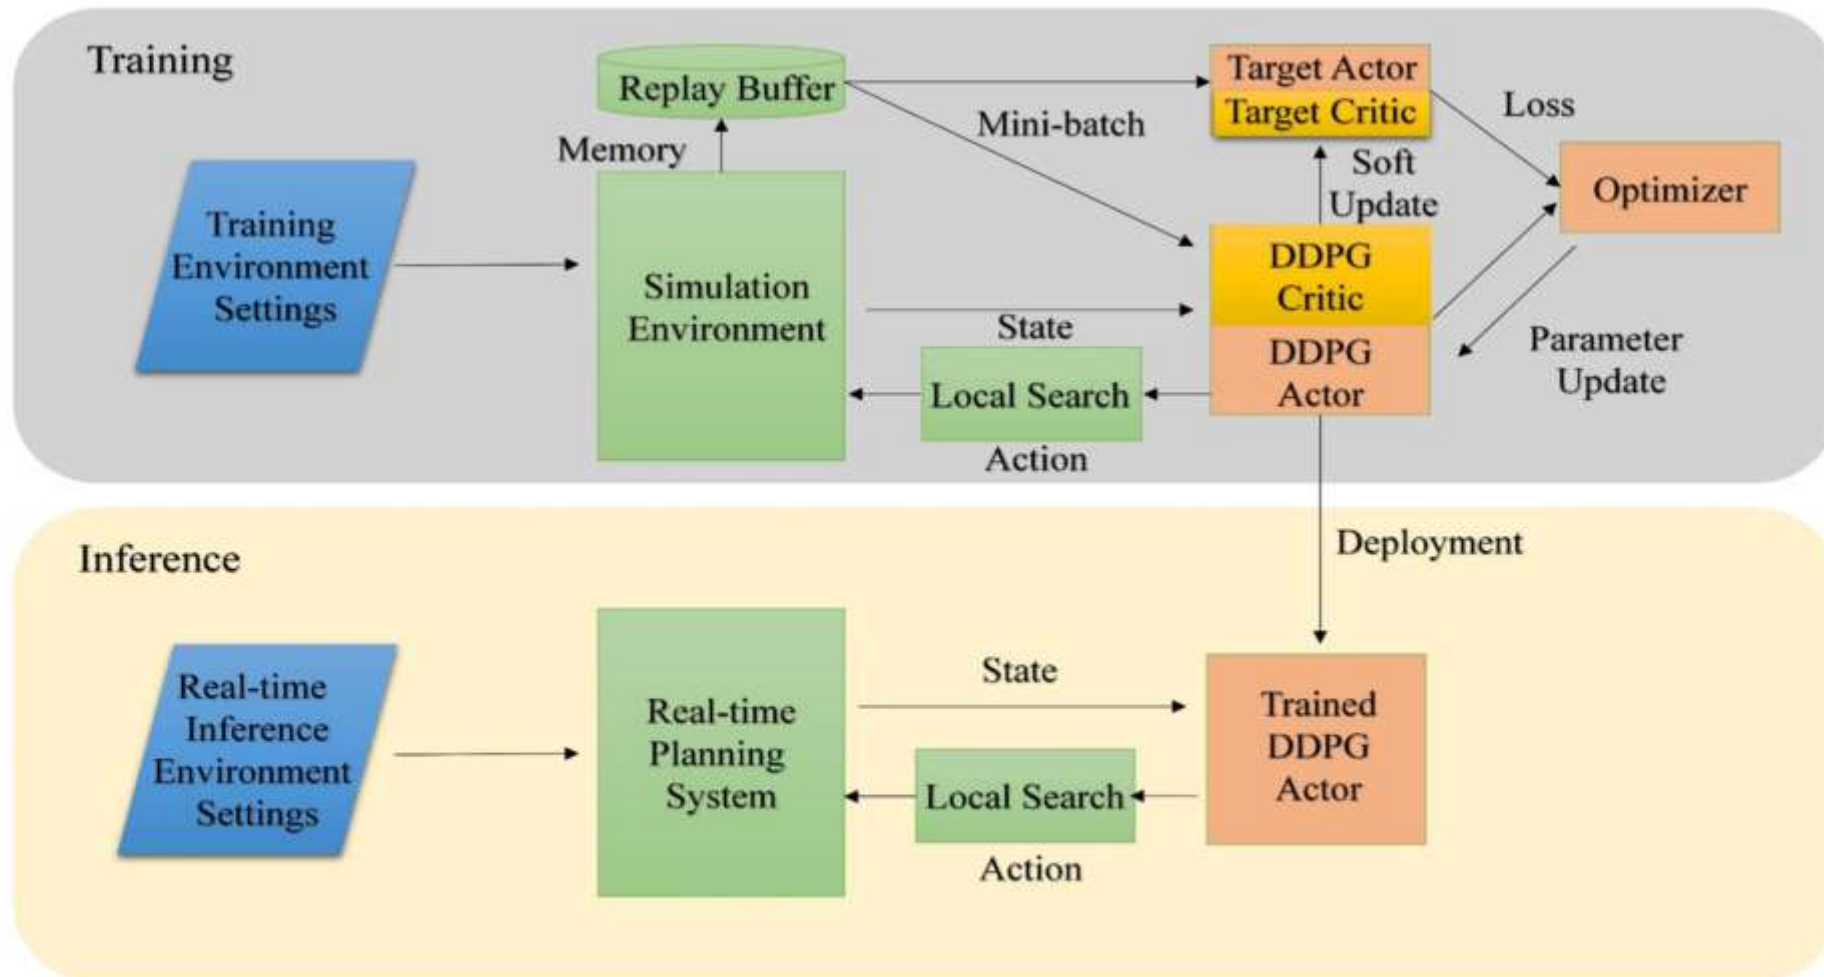 Training
Replay Buffer
Memory
Mini-batch
Target Actor
Target Critic
Loss
Soft
Update
Optimizer
Training
Environment
Settings
Simulation
Environment
State
DDPG
Critic
DDPG
Actor
Parameter
Update
Local Search
Action
Deployment
Inference
Real-time
Inference
Environment
Settings
Real-time
Planning
System
State
Local Search
Action
Trained
DDPG
Actor